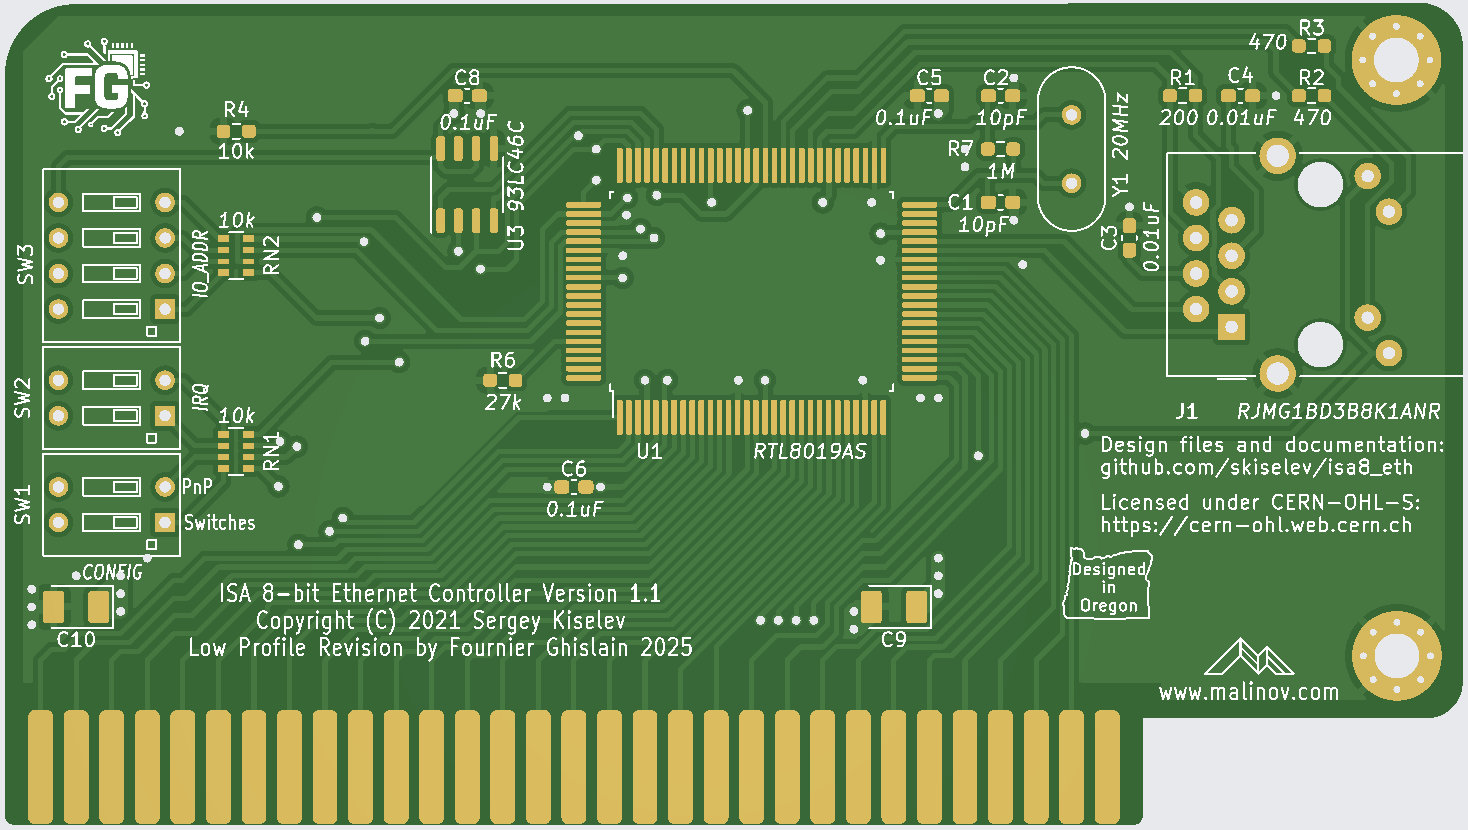 FG
R3
470
C8
C5
C2
R1
C4
R2
0.1uF
R4
10k
0.1uF
10pF
200
0.01uF
470
93LC46C
U3
R7
1M
Y1 20MHz
C1
10pF
C3
0.01uF
SW3
10k
IO_ADDR
RN2
R6
27k
SW2
IRQ
10k
RN1
J1
RJMG1BD3B8K1ANR
U1
RTL8019AS
Design files and documentation:
github.com/skiselev/isa8_eth
C6
0.1uF
SW1
PnP
Switches
Licensed under CERN-OHL-S:
https://cern-ohl.web.cern.ch
CONFIG
Designed
in
Oregon
ISA 8-bit Ethernet Controller Version 1.1
Copyright (C) 2021 Sergey Kiselev
Low Profile Revision by Fournier Ghislain 2025
C10
C9
www.malinov.com